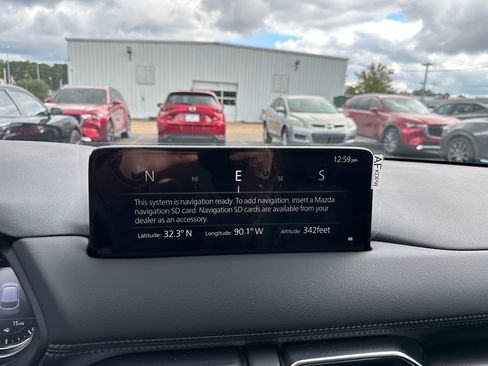 12:59pm
N NE E SE S
This system is navigation ready. To add navigation, insert a Mazda
navigation SD card. Navigation SD cards are available from your
dealer as an accessory.
Latitude: 32.3° N Longitude: 90.1° W Altitude: 342feet
15mi